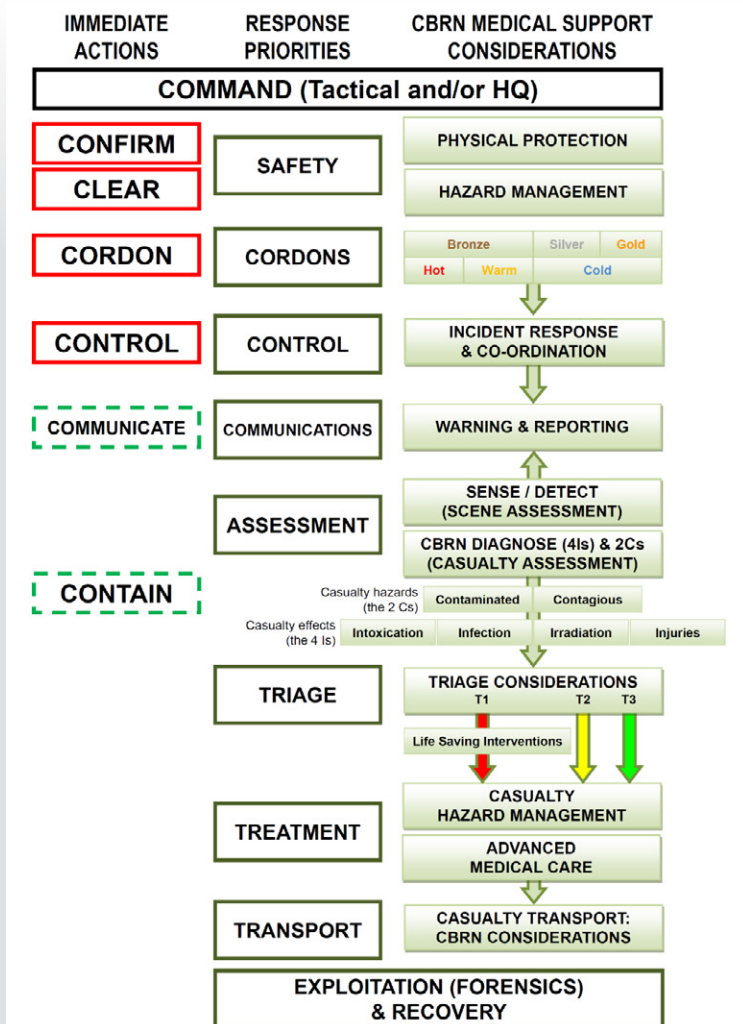 IMMEDIATE
ACTIONS
RESPONSE
PRIORITIES
CBRN MEDICAL SUPPORT
CONSIDERATIONS
COMMAND (Tactical and/or HQ)
CONFIRM
CLEAR
SAFETY
PHYSICAL PROTECTION
HAZARD MANAGEMENT
CORDON
CORDONS
Bronze Silver Gold
Hot Warm Cold
CONTROL
CONTROL
INCIDENT RESPONSE
& CO-ORDINATION
COMMUNICATE
COMMUNICATIONS
WARNING & REPORTING
ASSESSMENT
SENSE / DETECT
(SCENE ASSESSMENT)
CBRN DIAGNOSE (4Is) & 2Cs
(CASUALTY ASSESSMENT)
CONTAIN
Casualty hazards
(the 2 Cs)
Contaminated Contagious
Casualty effects
(the 4 Is)
Intoxication Infection Irradiation Injuries
TRIAGE
TRIAGE CONSIDERATIONS
T1 T2 T3
Life Saving Interventions
TREATMENT
CASUALTY
HAZARD MANAGEMENT
ADVANCED
MEDICAL CARE
TRANSPORT
CASUALTY TRANSPORT:
CBRN CONSIDERATIONS
EXPLOITATION (FORENSICS)
& RECOVERY